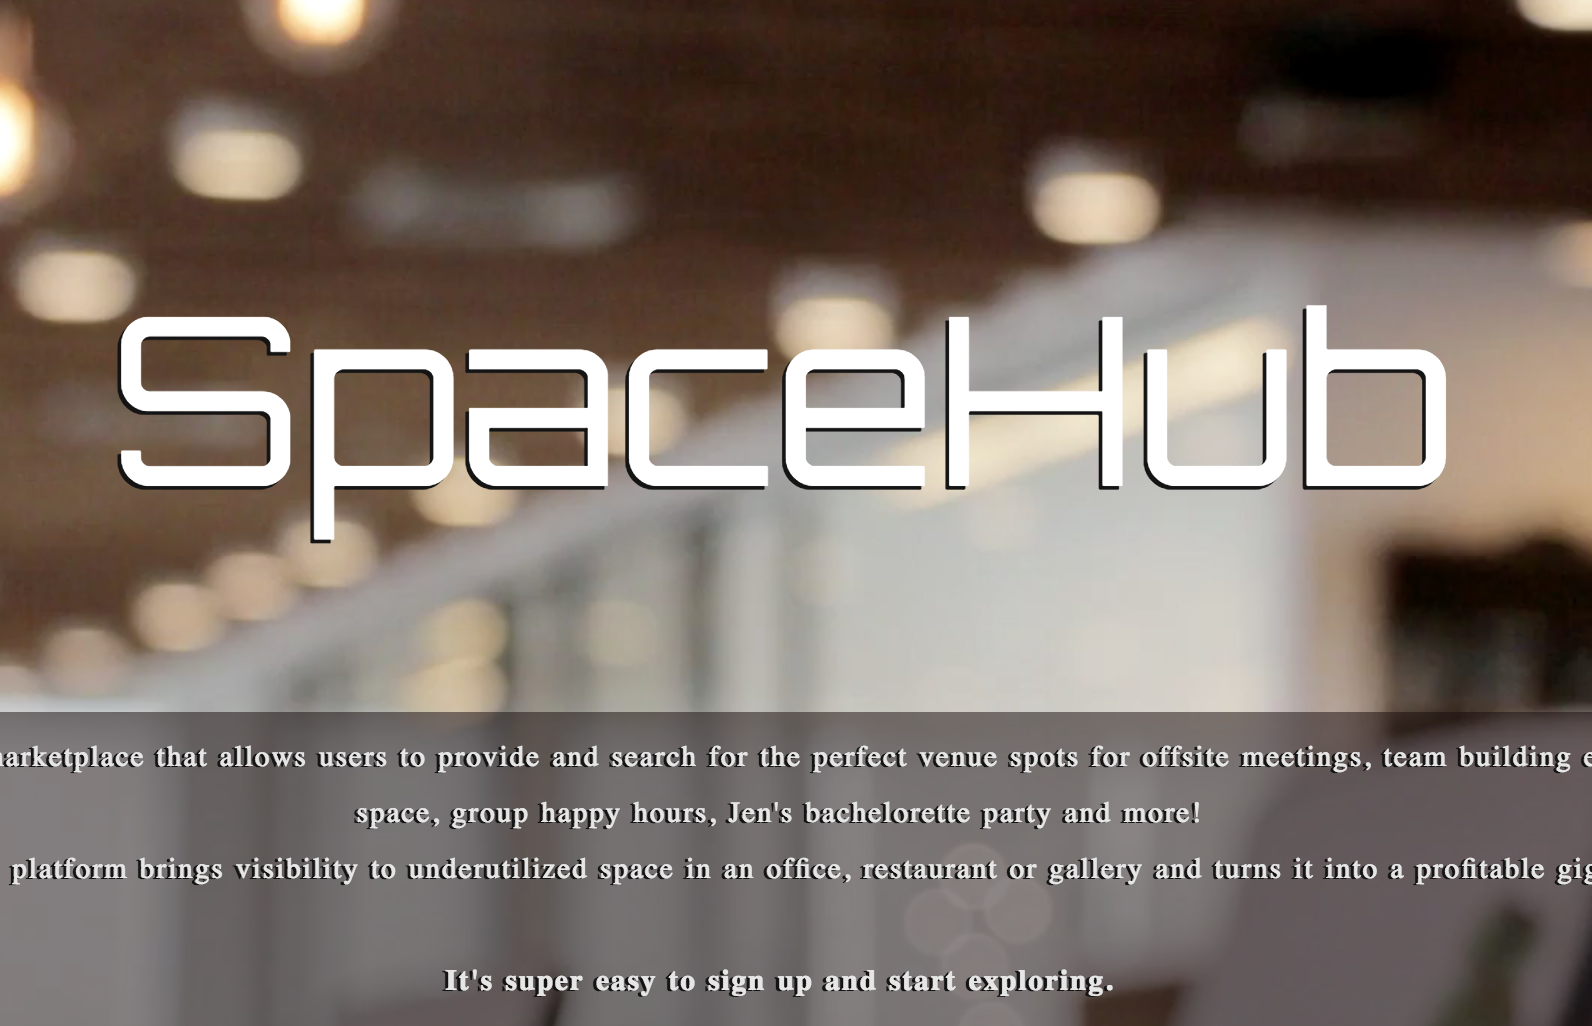 SpaceHub
marketplace that allows users to provide and search for the perfect venue spots for offsite meetings, team building
space, group happy hours, Jen's bachelorette party and more!
platform brings visibility to underutilized space in an office, restaurant or gallery and turns it into a profitable
It's super easy to sign up and start exploring.